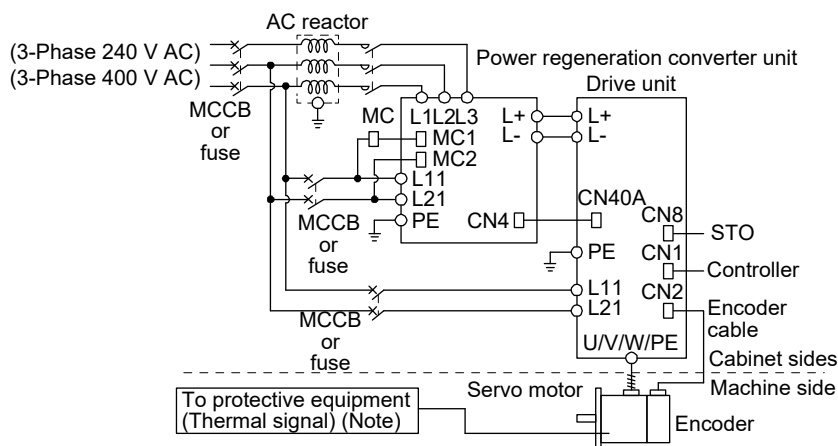 AC reactor
(3-Phase 240 V AC)
(3-Phase 400 V AC)
Power regeneration converter unit
Drive unit
MCCB
or
fuse
MC
L1L2L3
L+
L-
L+
L-
MC1
MC2
L11
L21
PE
CN4
CN40A
CN8
STO
CN1
Controller
CN2
Encoder
cable
MCCB
or
fuse
PE
L11
L21
MCCB
or
fuse
U/V/W/PE
Cabinet sides
Machine side
To protective equipment
(Thermal signal) (Note)
Servo motor
Encoder